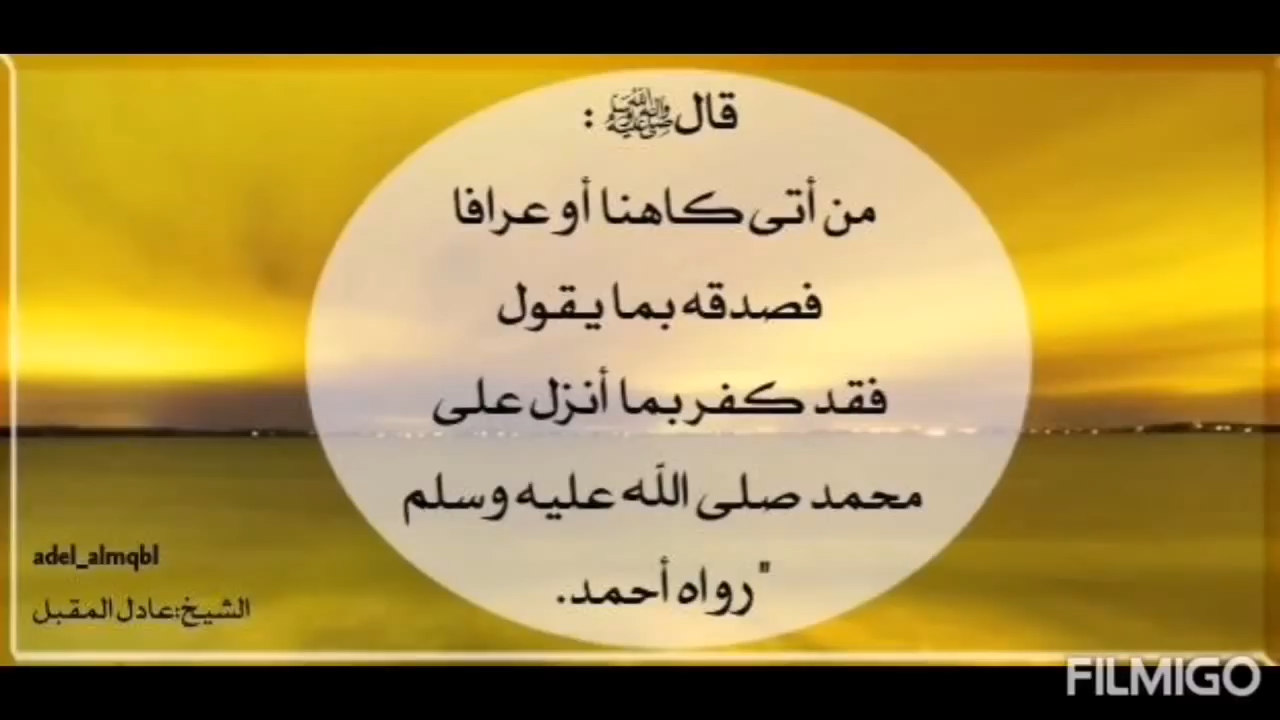 قال ﷺ :
من أتى كاهنا أو عرافا
فصدقه بما يقول
فقد كفر بما أنزل على
محمد صلى الله عليه وسلم
"رواه أحمد.
adel_almqbl
الشيخ:عادل المقبل
FILMIGO